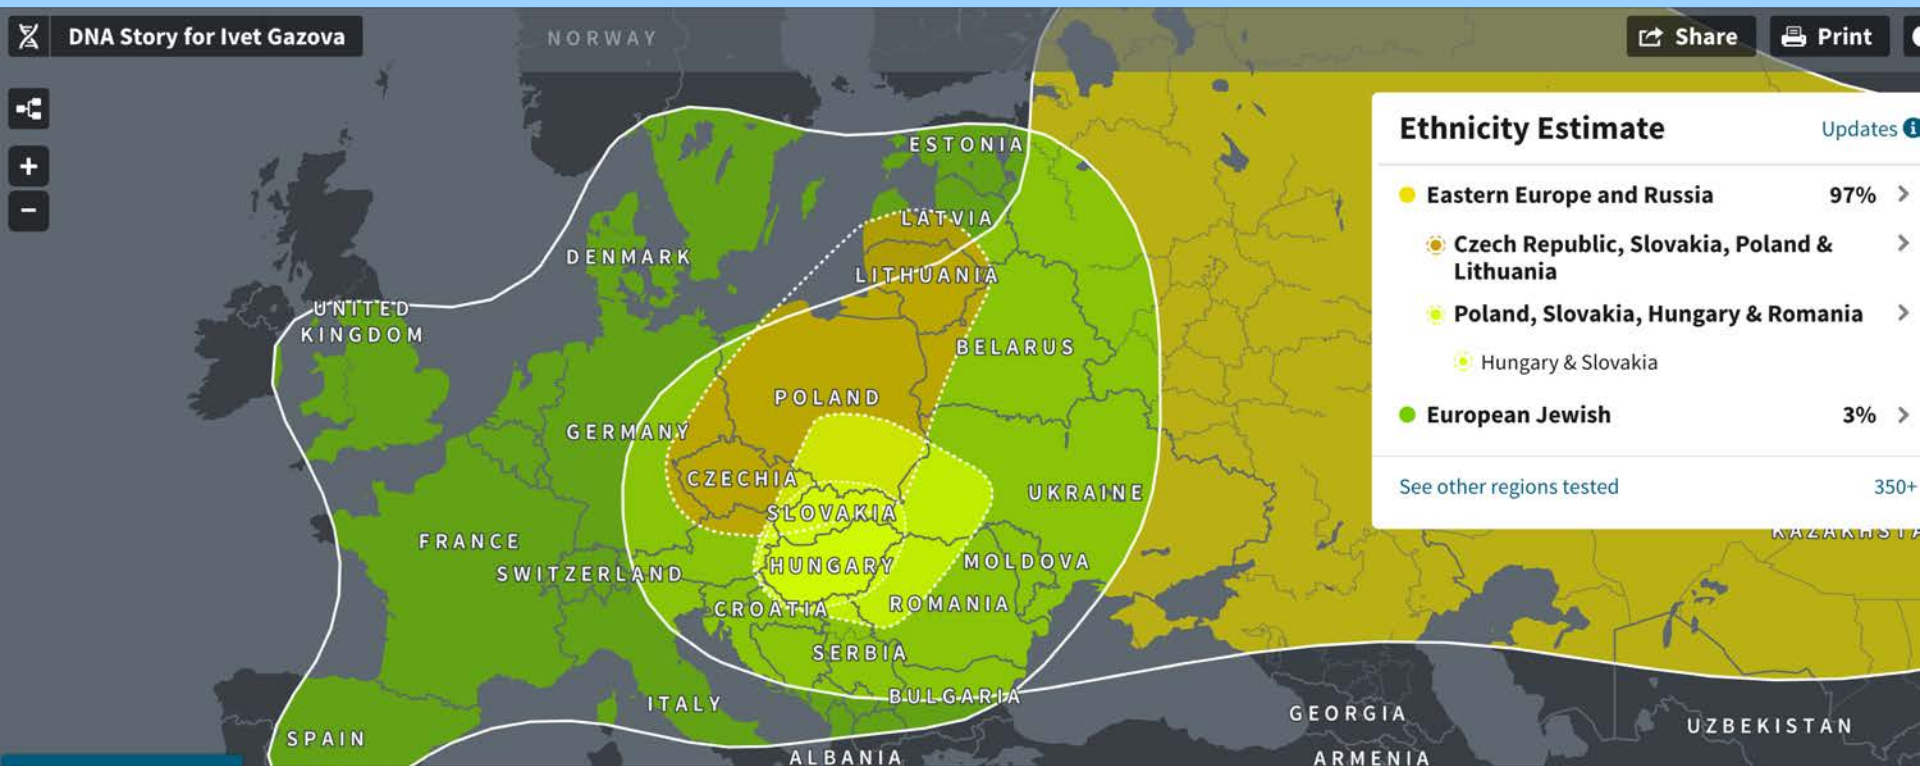 DNA Story for Ivet Gazova
NORWAY
Share
Print
ESTONIA
LATVIA
DENMARK
LITHUANIA
UNITED
KINGDOM
BELARUS
POLAND
GERMANY
CZECHIA
UKRAINE
SLOVAKIA
FRANCE
SWITZERLAND
HUNGARY
MOLDOVA
CROATIA
ROMANIA
SERBIA
BULGARIA
ITALY
SPAIN
ALBANIA
GEORGIA
ARMENIA
UZBEKISTAN
Ethnicity Estimate
Updates
Eastern Europe and Russia 97%
Czech Republic, Slovakia, Poland &
Lithuania
Poland, Slovakia, Hungary & Romania
Hungary & Slovakia
European Jewish 3%
See other regions tested 350+